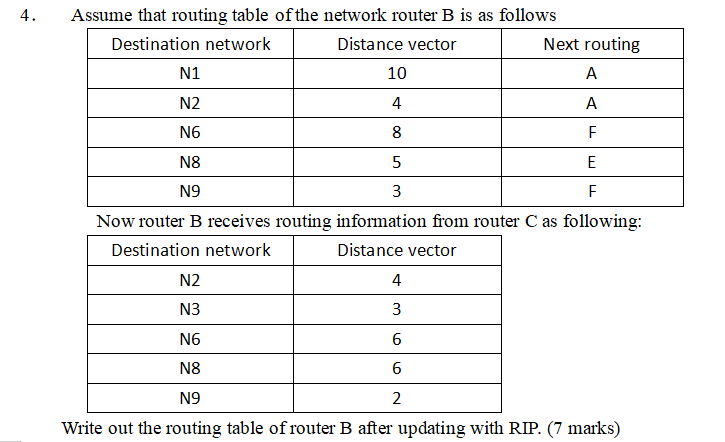 4. Assume that routing table of the network router B is as follows
Destination network Distance vector Next routing
N1 10 A
N2 4 A
N6 8 F
N8 5 E
N9 3 F
Now router B receives routing information from router C as following:
Destination network Distance vector
N2 4
N3 3
N6 6
N8 6
N9 2
Write out the routing table of router B after updating with RIP. (7 marks)